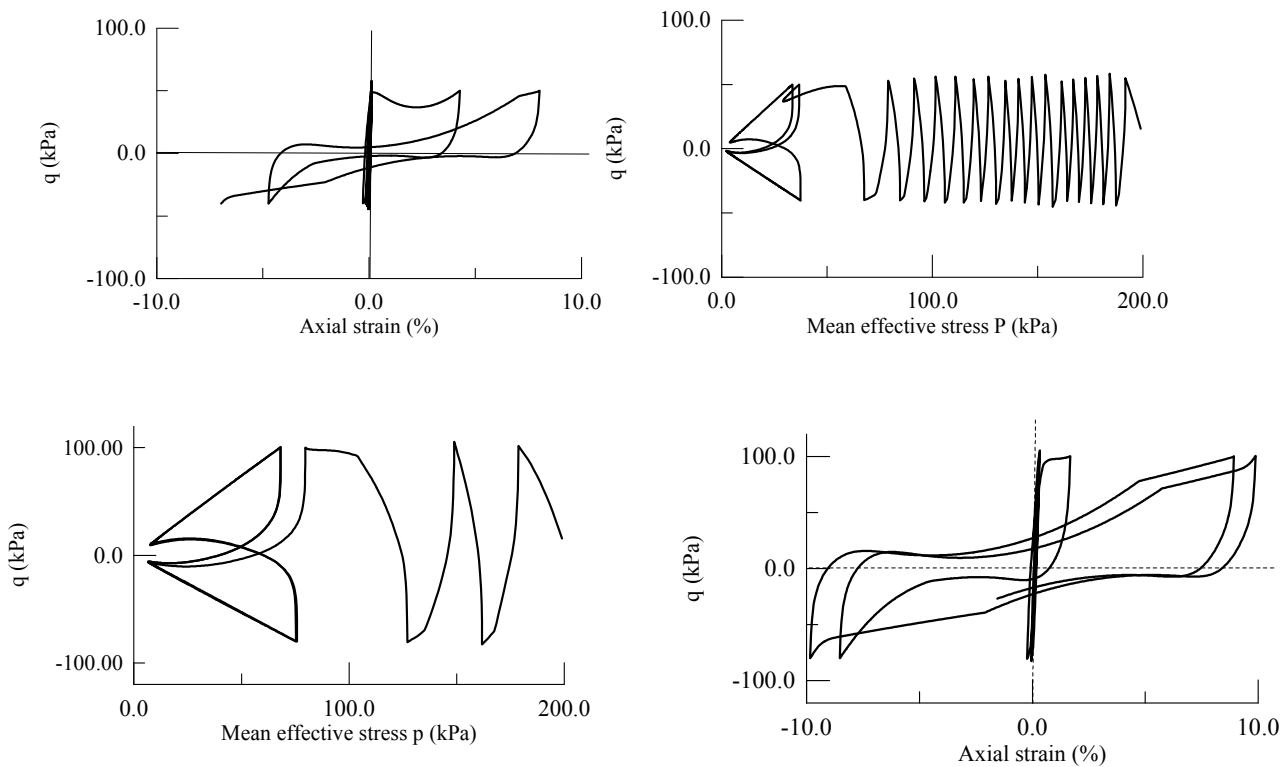 100.0
0.0
-100.0
q (kPa)
-10.0 0.0 10.0
Axial strain (%)
100.0
0.0
-100.0
q (kPa)
0.0 100.0 200.0
Mean effective stress P (kPa)
100.00
0.00
-100.00
q (kPa)
0.0 100.0 200.0
Mean effective stress p (kPa)
100.0
0.0
-100.0
q (kPa)
-10.0 0.0 10.0
Axial strain (%)